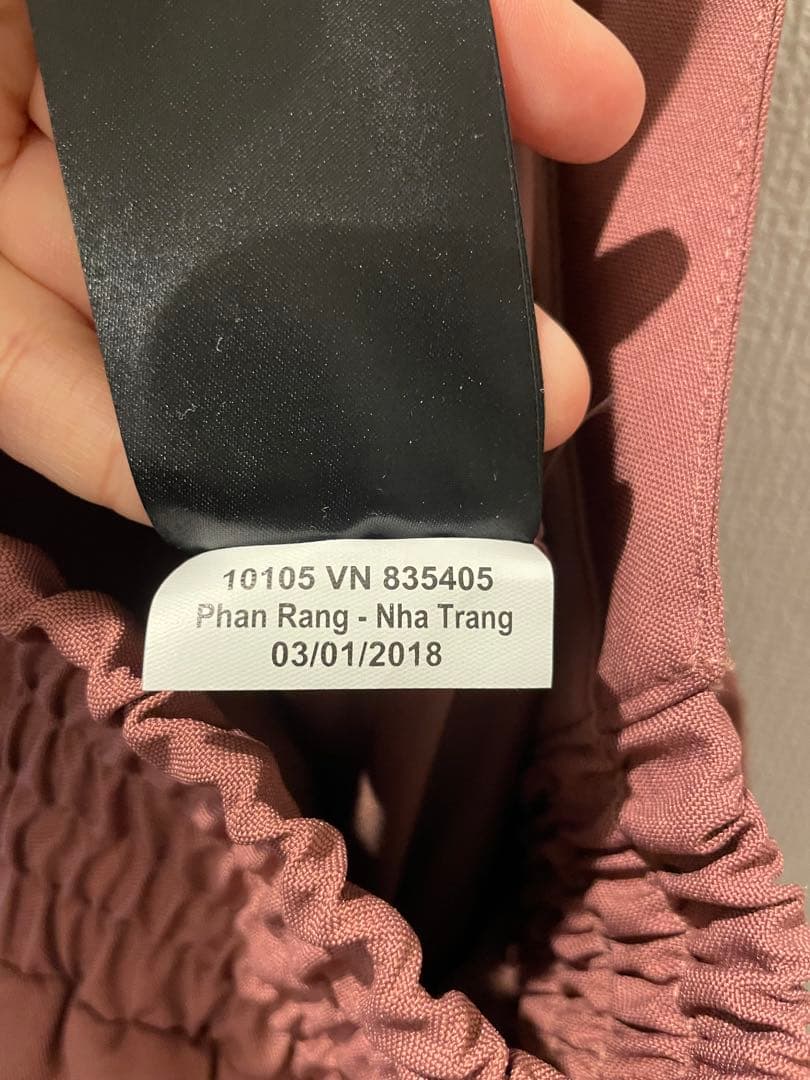 10105 VN 835405
Phan Rang - Nha Trang
03/01/2018